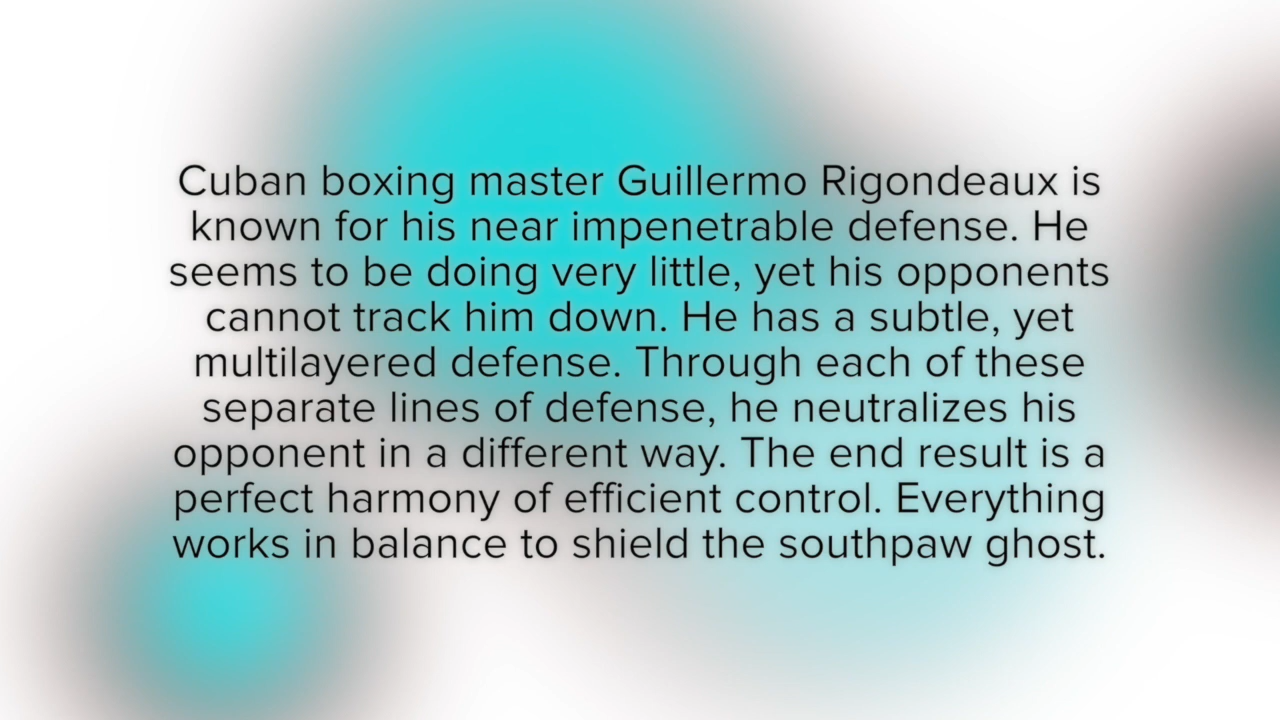 Cuban boxing master Guillermo Rigondeaux is
known for his near impenetrable defense. He
seems to be doing very little, yet his opponents
cannot track him down. He has a subtle, yet
multilayered defense. Through each of these
separate lines of defense, he neutralizes his
opponent in a different way. The end result is a
perfect harmony of efficient control. Everything
works in balance to shield the southpaw ghost.